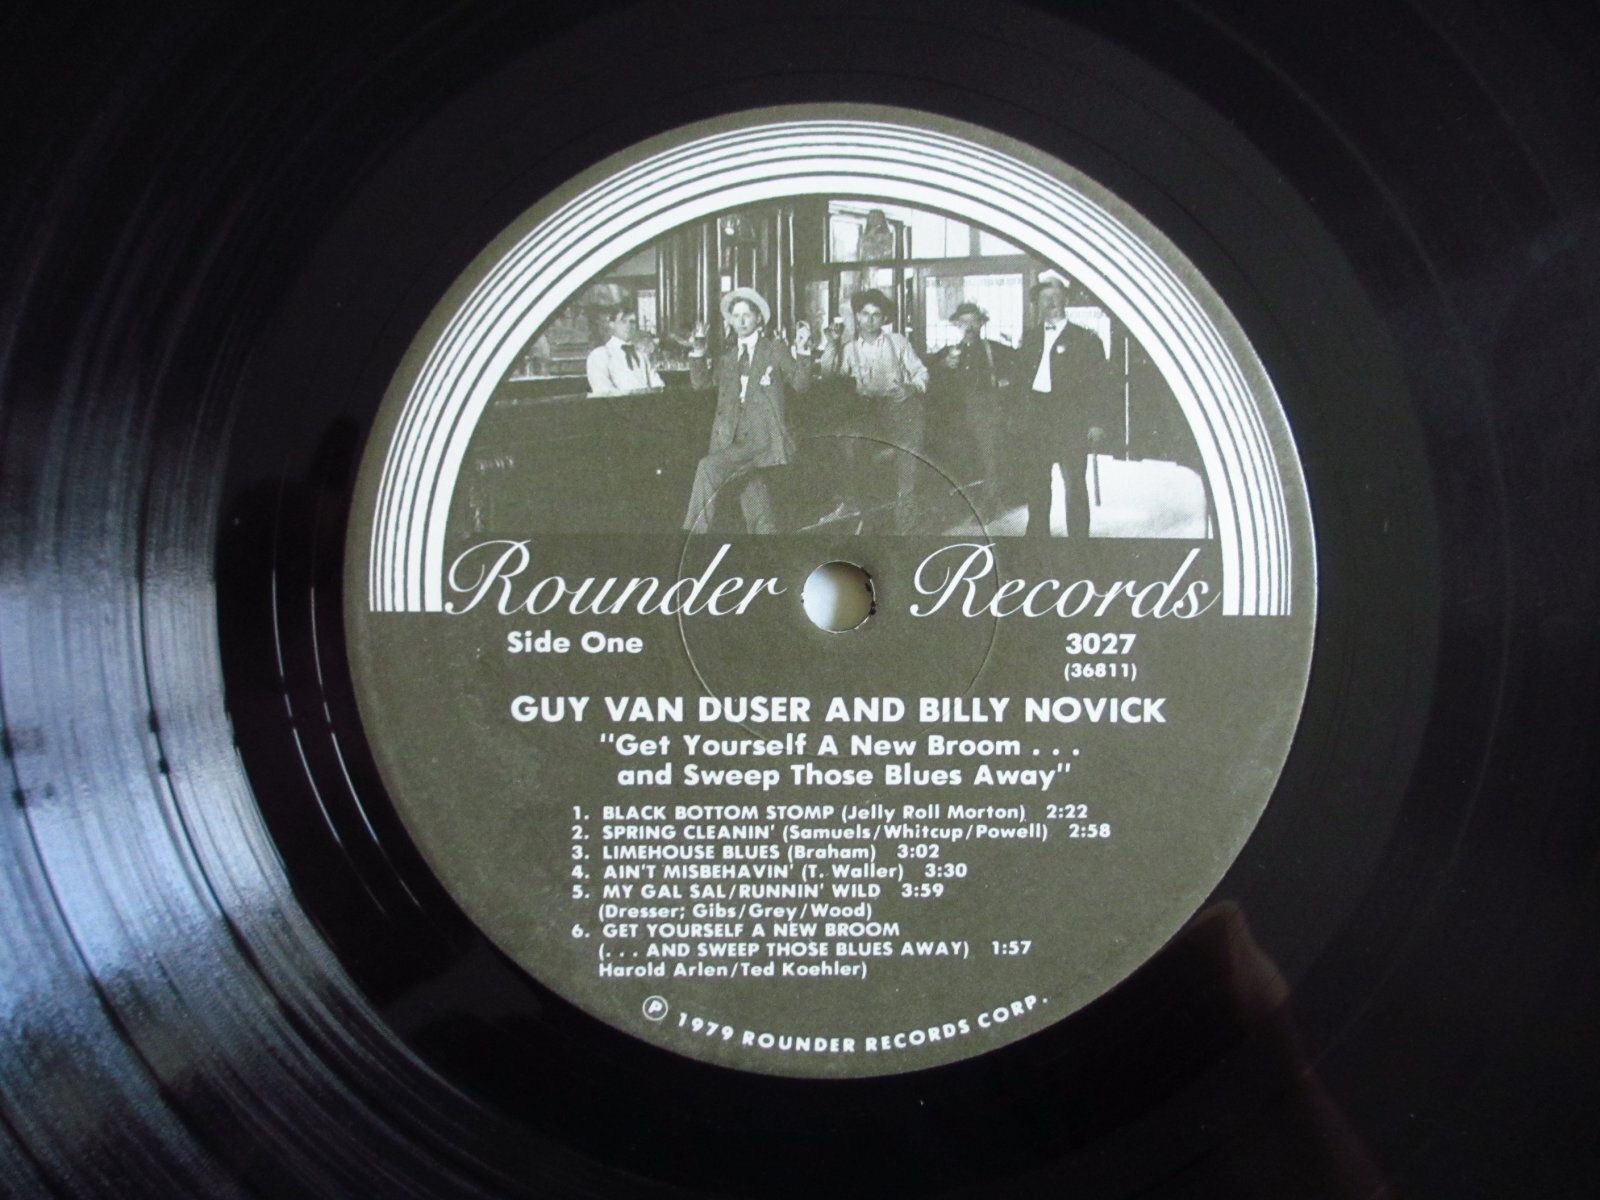 Rounder Records
Side One
3027
(36811)
GUY VAN DUSER AND BILLY NOVICK
"Get Yourself A New Broom . . .
and Sweep Those Blues Away"
1. BLACK BOTTOM STOMP (Jelly Roll Morton) 2:22
2. SPRING CLEANIN' (Samuels/Whitcup/Powell) 2:58
3. LIMEHOUSE BLUES (Braham) 3:02
4. AIN'T MISBEHAVIN' (T. Waller) 3:30
5. MY GAL SAL/RUNNIN' WILD 3:59
(Dresser; Gibs/Grey/Wood)
6. GET YOURSELF A NEW BROOM
(. . . AND SWEEP THOSE BLUES AWAY) 1:57
Harold Arlen/Ted Koehler)
Ⓟ 1979 ROUNDER RECORDS CORP.